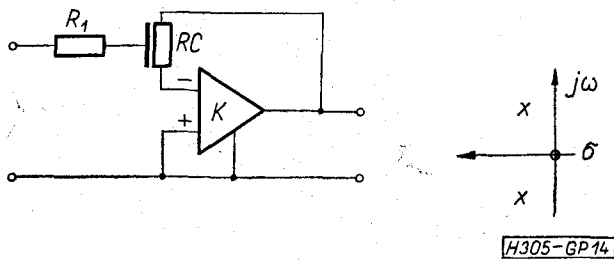 R₁
RC
−
K
+
x
jω
σ
x
H305-GP14